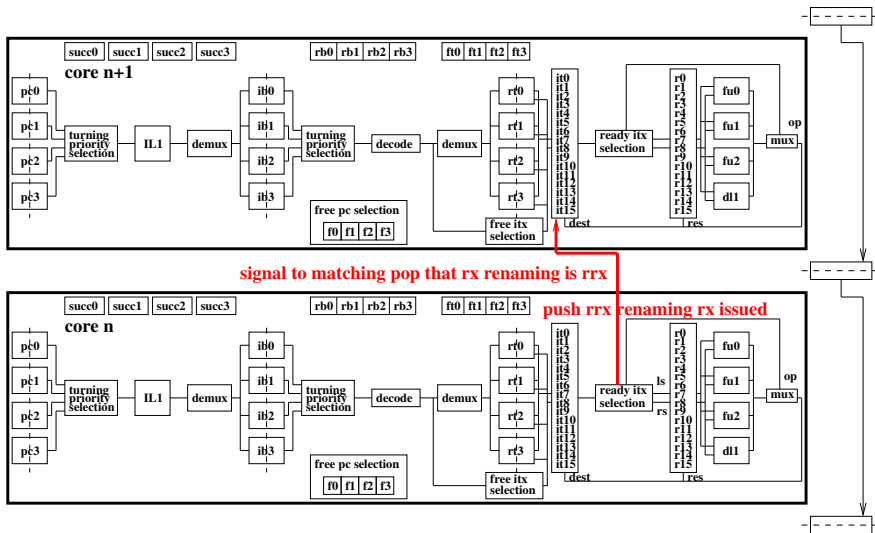 succ0 succ1 succ2 succ3 rb0 rb1 rb2 rb3 ft0 ft1 ft2 ft3
core n+1
pc0
pc1
pc2
pc3
turning
priority
selection
IL1
demux
ib0
ib1
ib2
ib3
turning
priority
selection
decode
demux
free pc selection
f0 f1 f2 f3
rt0
rt1
rt2
rt3
free itx
selection
it0
it1
it2
it3
it4
it5
it6
it7
it8
it9
it10
it11
it12
it13
it14
it15
dest
ready itx
selection
r0
r1
r2
r3
r4
r5
r6
r7
r8
r9
r10
r11
r12
r13
r14
r15
res
fu0
fu1
fu2
dl1
op
mux
signal to matching pop that rx renaming is rrx
push rrx renaming rx issued
succ0 succ1 succ2 succ3 rb0 rb1 rb2 rb3 ft0 ft1 ft2 ft3
core n
pc0
pc1
pc2
pc3
turning
priority
selection
IL1
demux
ib0
ib1
ib2
ib3
turning
priority
selection
decode
demux
free pc selection
f0 f1 f2 f3
rt0
rt1
rt2
rt3
free itx
selection
it0
it1
it2
it3
it4
it5
it6
it7
it8
it9
it10
it11
it12
it13
it14
it15
dest
ready itx
selection
ls
rs
r0
r1
r2
r3
r4
r5
r6
r7
r8
r9
r10
r11
r12
r13
r14
r15
res
fu0
fu1
fu2
dl1
op
mux